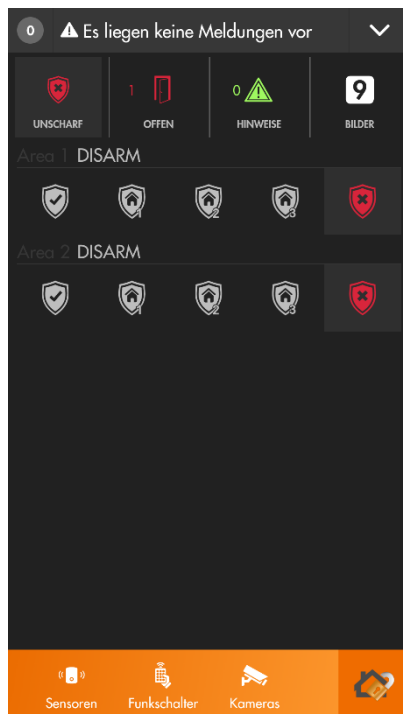 0 Es liegen keine Meldungen vor
1 0 9
UNSCHARF OFFEN HINWEISE BILDER
Area 1 DISARM
1 2 3
Area 2 DISARM
1 2 3
Sensoren Funkschalter Kameras